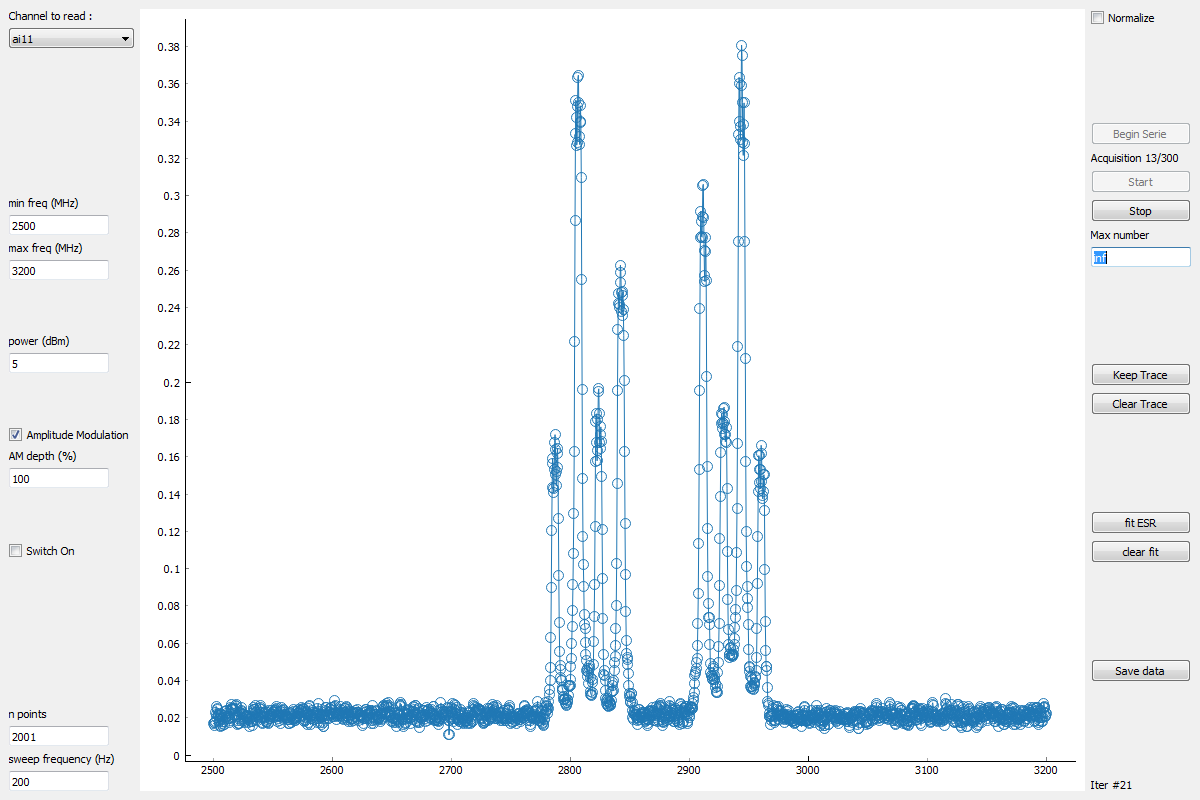 Channel to read :
ai11
min freq (MHz)
2500
max freq (MHz)
3200
power (dBm)
5
Amplitude Modulation
AM depth (%)
100
Switch On
n points
2001
sweep frequency (Hz)
200
0.38
0.36
0.34
0.32
0.3
0.28
0.26
0.24
0.22
0.2
0.18
0.16
0.14
0.12
0.1
0.08
0.06
0.04
0.02
0
2500
2600
2700
2800
2900
3000
3100
3200
Normalize
Begin Serie
Acquisition 13/300
Start
Stop
Max number
inf
Keep Trace
Clear Trace
fit ESR
clear fit
Save data
Iter #21